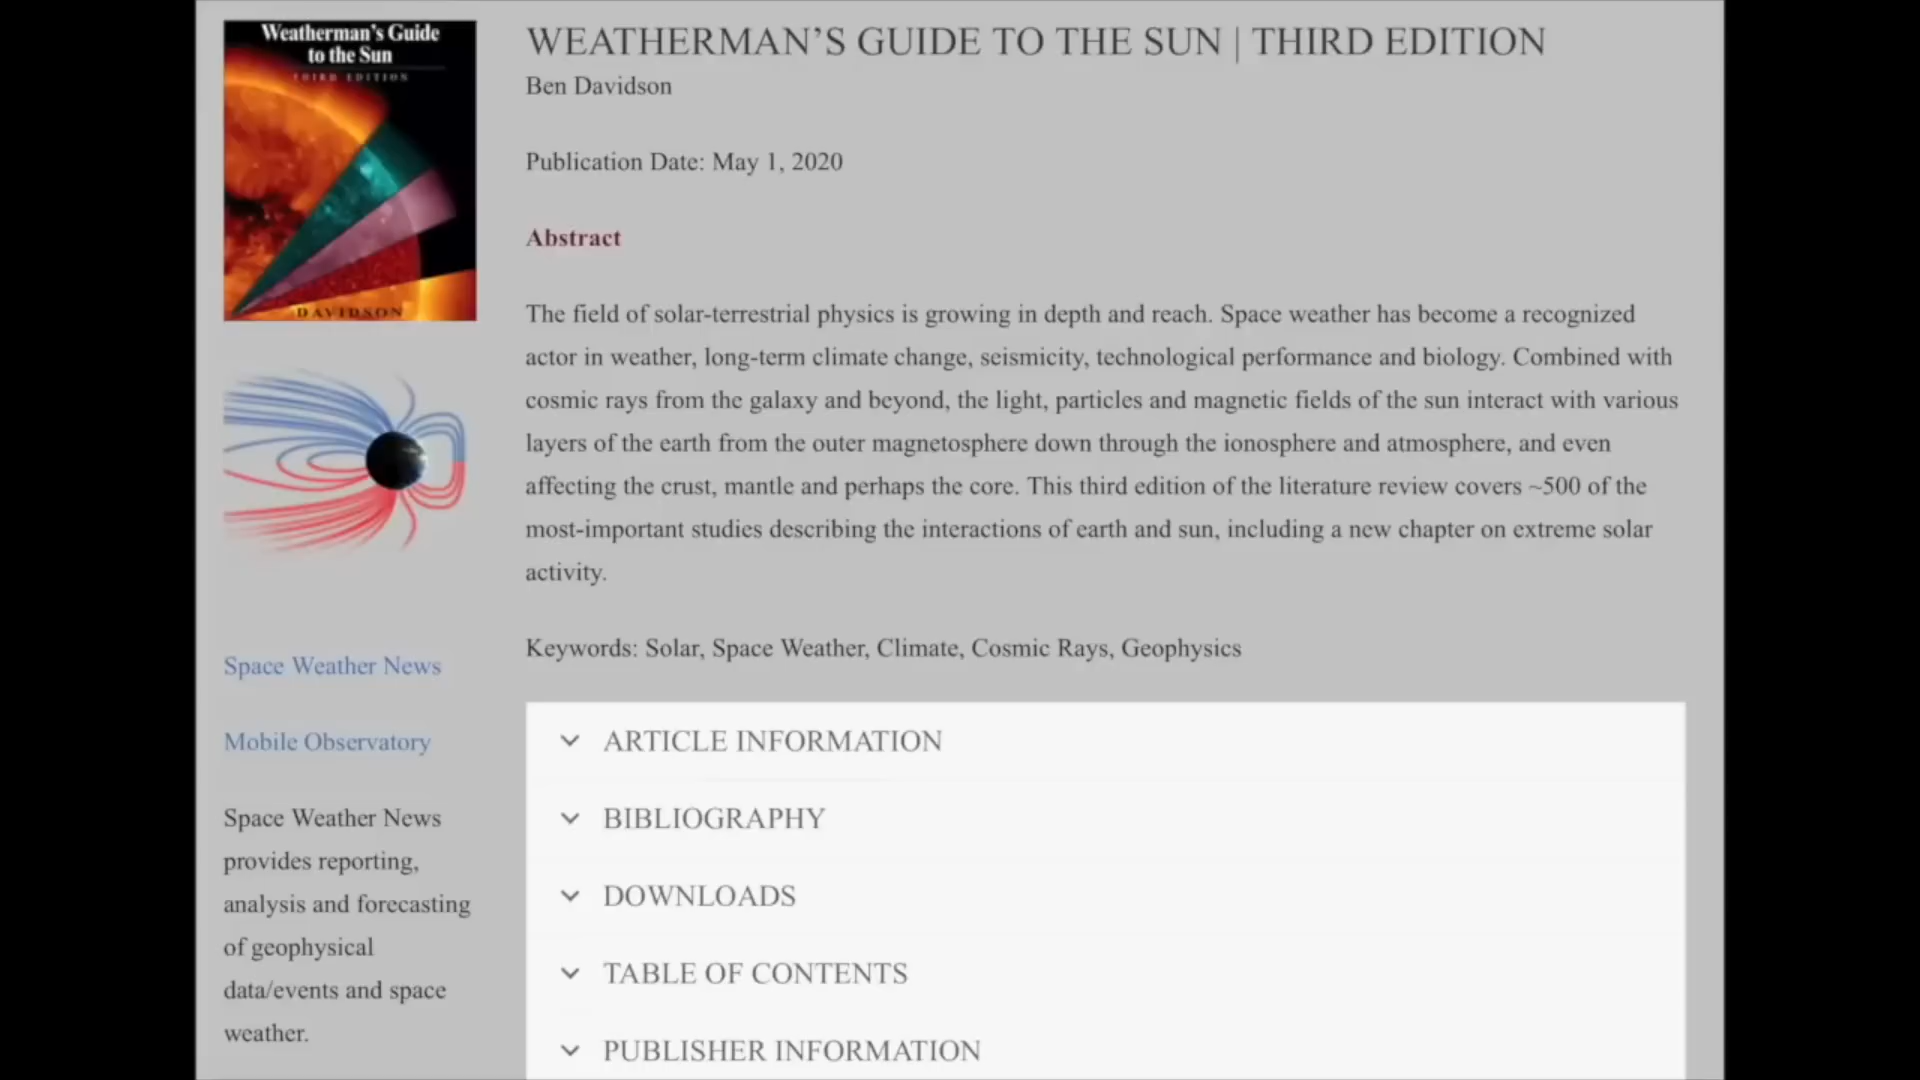 Weatherman's Guide
to the Sun
THIRD EDITION
DAVIDSON
WEATHERMAN’S GUIDE TO THE SUN | THIRD EDITION
Ben Davidson
Publication Date: May 1, 2020
Abstract
The field of solar-terrestrial physics is growing in depth and reach. Space weather has become a recognized
actor in weather, long-term climate change, seismicity, technological performance and biology. Combined with
cosmic rays from the galaxy and beyond, the light, particles and magnetic fields of the sun interact with various
layers of the earth from the outer magnetosphere down through the ionosphere and atmosphere, and even
affecting the crust, mantle and perhaps the core. This third edition of the literature review covers ~500 of the
most-important studies describing the interactions of earth and sun, including a new chapter on extreme solar
activity.
Keywords: Solar, Space Weather, Climate, Cosmic Rays, Geophysics
Space Weather News
Mobile Observatory
Space Weather News
provides reporting,
analysis and forecasting
of geophysical
data/events and space
weather.
ARTICLE INFORMATION
BIBLIOGRAPHY
DOWNLOADS
TABLE OF CONTENTS
PUBLISHER INFORMATION